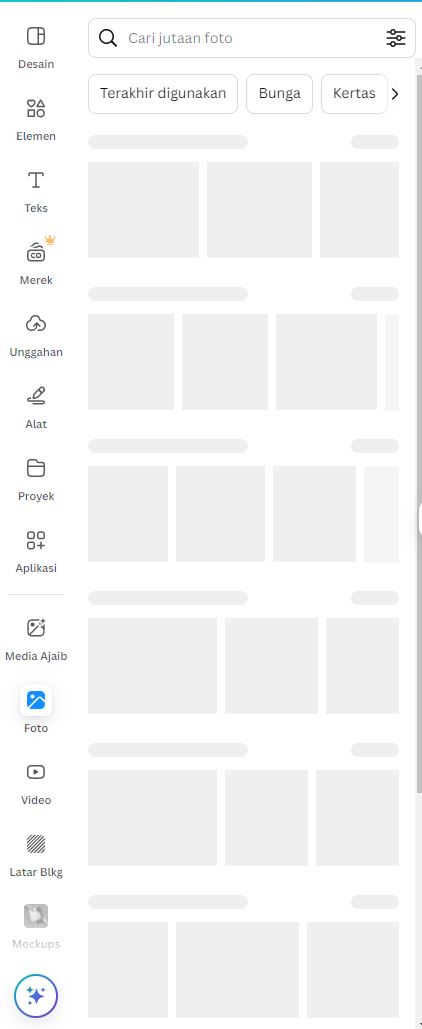 Desain
Elemen
Teks
CO
Merek
Unggahan
Alat
Proyek
Aplikasi
Media Ajaib
Foto
Video
Latar Blkg
Mockups
Cari jutaan foto
Terakhir digunakan
Bunga
Kertas